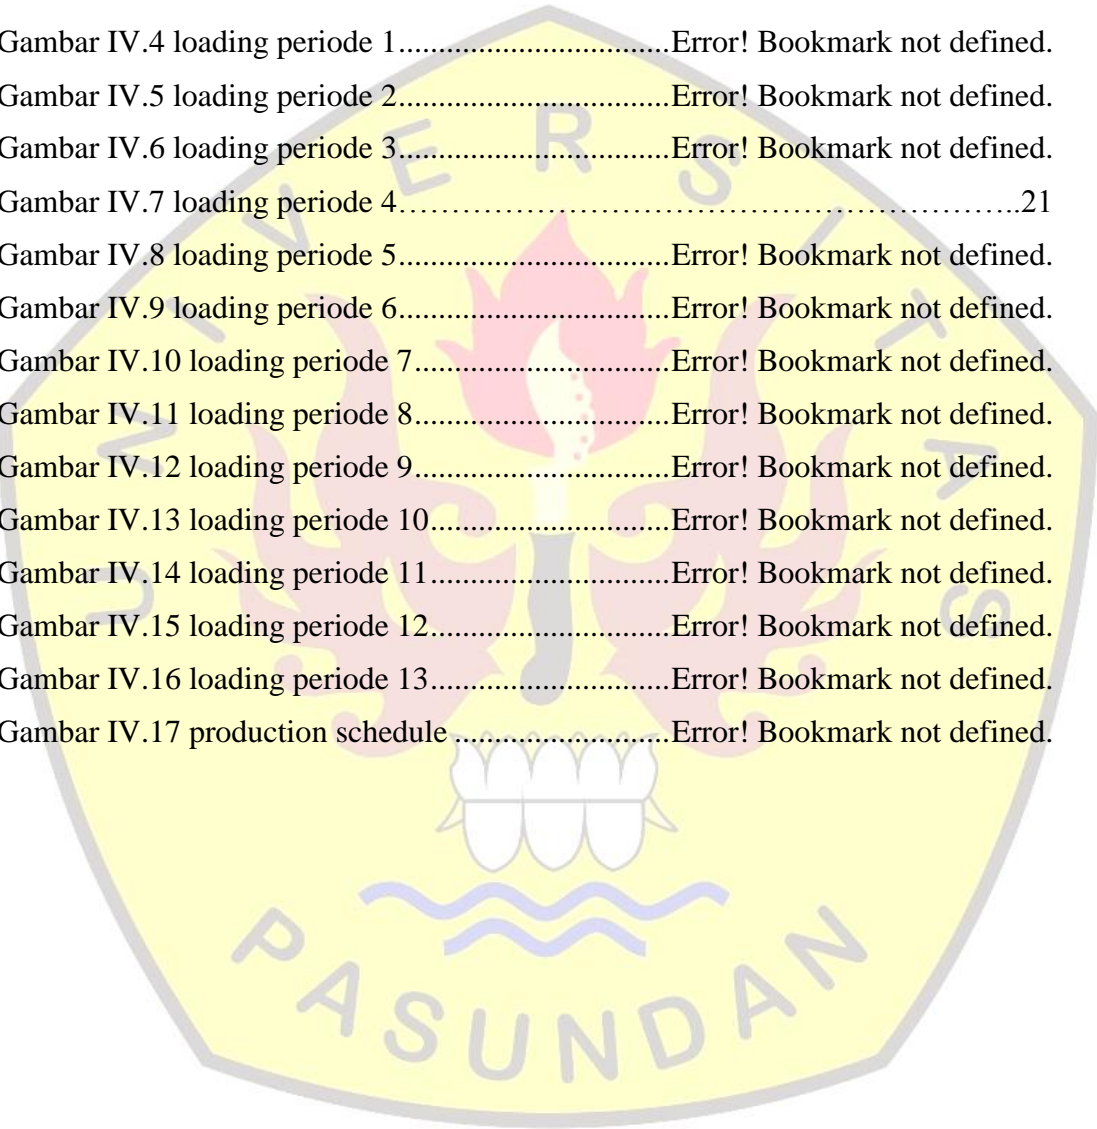 Gambar IV.4 loading periode 1..................................Error! Bookmark not defined.
Gambar IV.5 loading periode 2..................................Error! Bookmark not defined.
Gambar IV.6 loading periode 3..................................Error! Bookmark not defined.
Gambar IV.7 loading periode 4…………………………………………………..21
Gambar IV.8 loading periode 5..................................Error! Bookmark not defined.
Gambar IV.9 loading periode 6..................................Error! Bookmark not defined.
Gambar IV.10 loading periode 7................................Error! Bookmark not defined.
Gambar IV.11 loading periode 8................................Error! Bookmark not defined.
Gambar IV.12 loading periode 9................................Error! Bookmark not defined.
Gambar IV.13 loading periode 10..............................Error! Bookmark not defined.
Gambar IV.14 loading periode 11..............................Error! Bookmark not defined.
Gambar IV.15 loading periode 12..............................Error! Bookmark not defined.
Gambar IV.16 loading periode 13..............................Error! Bookmark not defined.
Gambar IV.17 production schedule ...........................Error! Bookmark not defined.
UNIVERSITAS
PASUNDAN